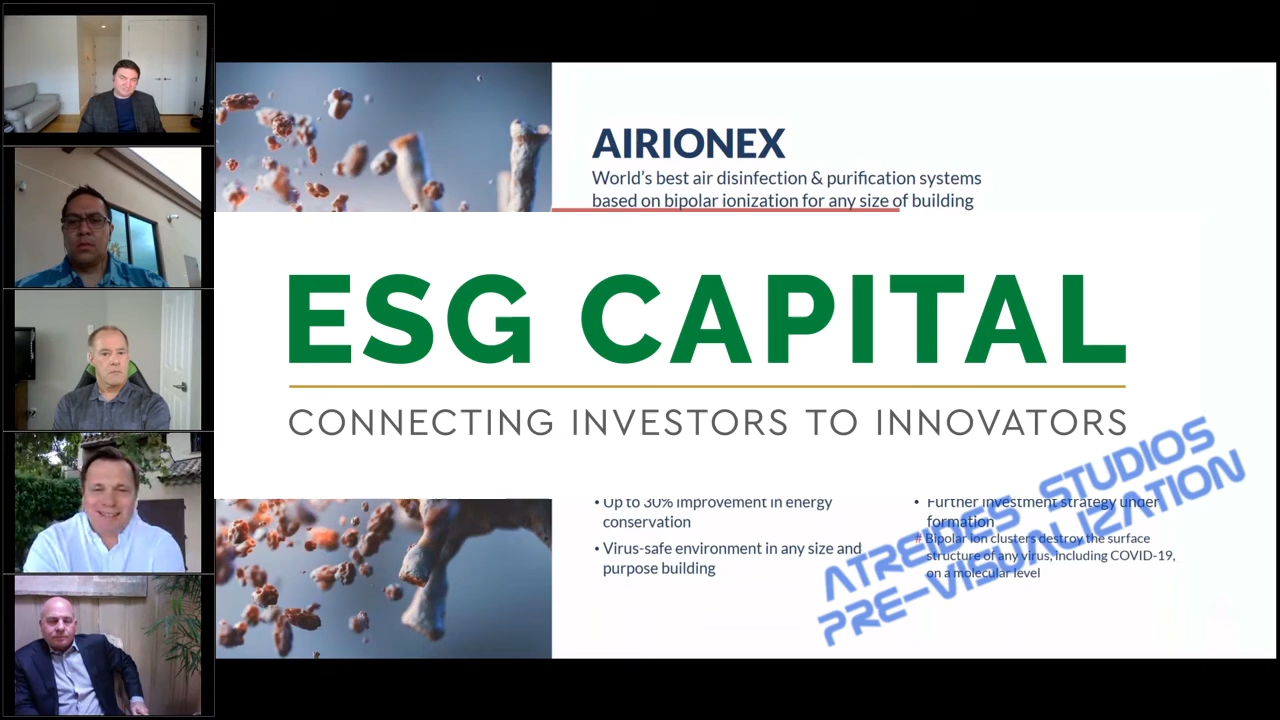 AIRIONEX
World's best air disinfection & purification systems
based on bipolar ionization for any size of building
ESG CAPITAL
CONNECTING INVESTORS TO INNOVATORS
• Up to 30% improvement in energy
conservation
• Virus-safe environment in any size and
purpose building
• Further investment strategy under
formation
# Bipolar ion clusters destroy the surface
structure of any virus, including COVID-19,
on a molecular level
ATREIDES STUDIOS
PRE-VISUALIZATION